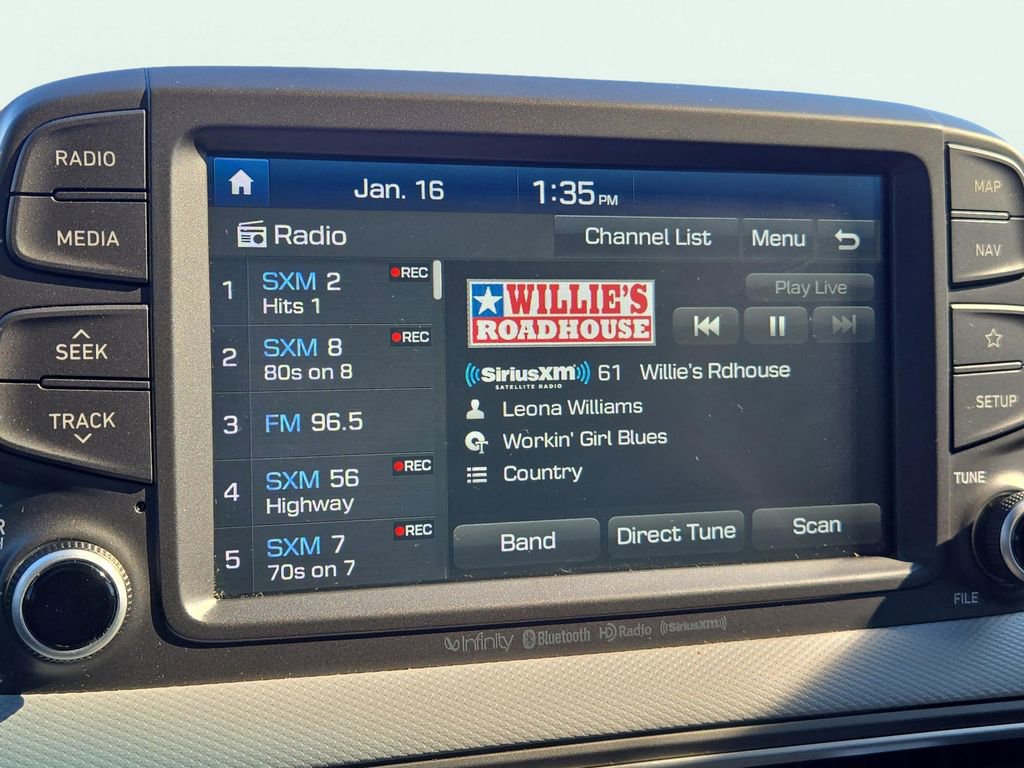 RADIO
MEDIA
SEEK
TRACK
MAP
NAV
SETUP
TUNE
FILE
Jan. 16
1:35 PM
Radio
Channel List
Menu
1
SXM 2
REC
Hits 1
2
SXM 8
REC
80s on 8
3
FM 96.5
4
SXM 56
REC
Highway
5
SXM 7
REC
70s on 7
WILLIE'S
ROADHOUSE
Play Live
SiriusXM 61 Willie's Rdhouse
SATELLITE RADIO
Leona Williams
Workin' Girl Blues
Country
Band
Direct Tune
Scan
Infinity Bluetooth HD Radio SiriusXM